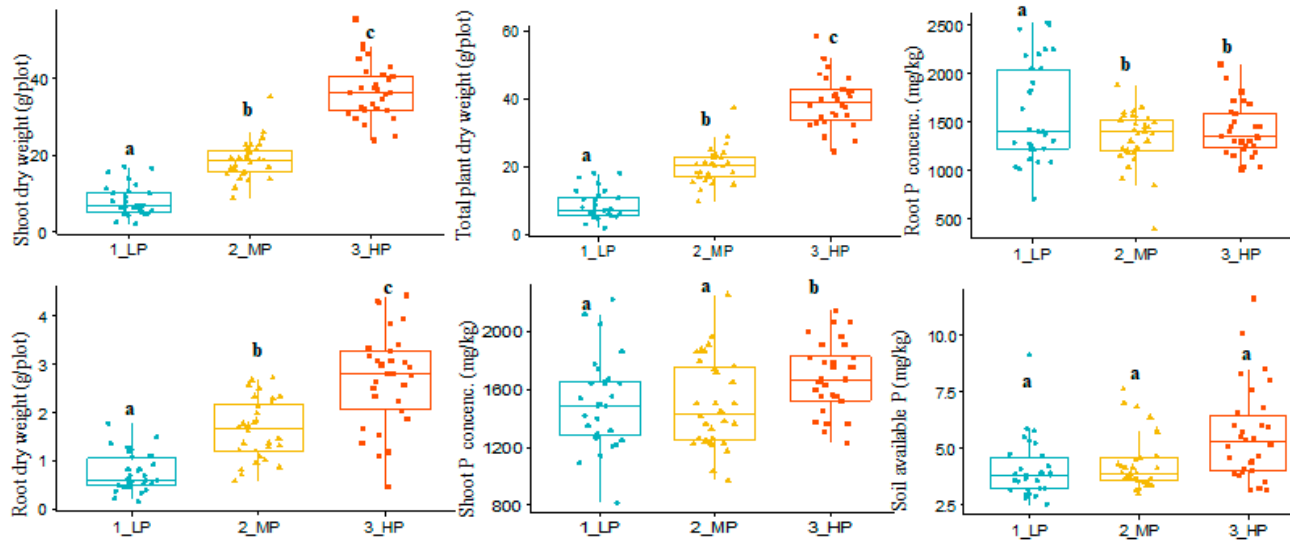 Shoot dry weight (g/plot)
40
20
0
a
b
c
1_LP
2_MP
3_HP
Total plant dry weight (g/plot)
60
40
20
0
a
b
c
1_LP
2_MP
3_HP
Root P concenc. (mg/kg)
2500
2000
1500
1000
500
a
b
b
1_LP
2_MP
3_HP
Root dry weight (g/plot)
4
3
2
1
0
a
b
c
1_LP
2_MP
3_HP
Shoot P concenc. (mg/kg)
2000
1600
1200
800
a
a
b
1_LP
2_MP
3_HP
Soil available P (mg/kg)
10.0
7.5
5.0
2.5
a
a
a
1_LP
2_MP
3_HP